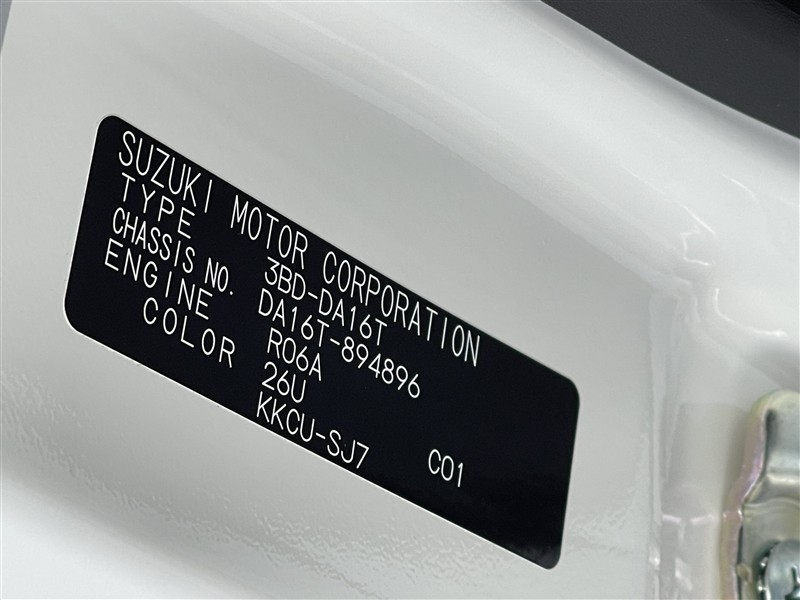 SUZUKI MOTOR CORPORATION
TYPE 3BD-DA16T
CHASSIS NO. DA16T-894896
ENGINE R06A
COLOR 26U
KKCU-SJ7 C01